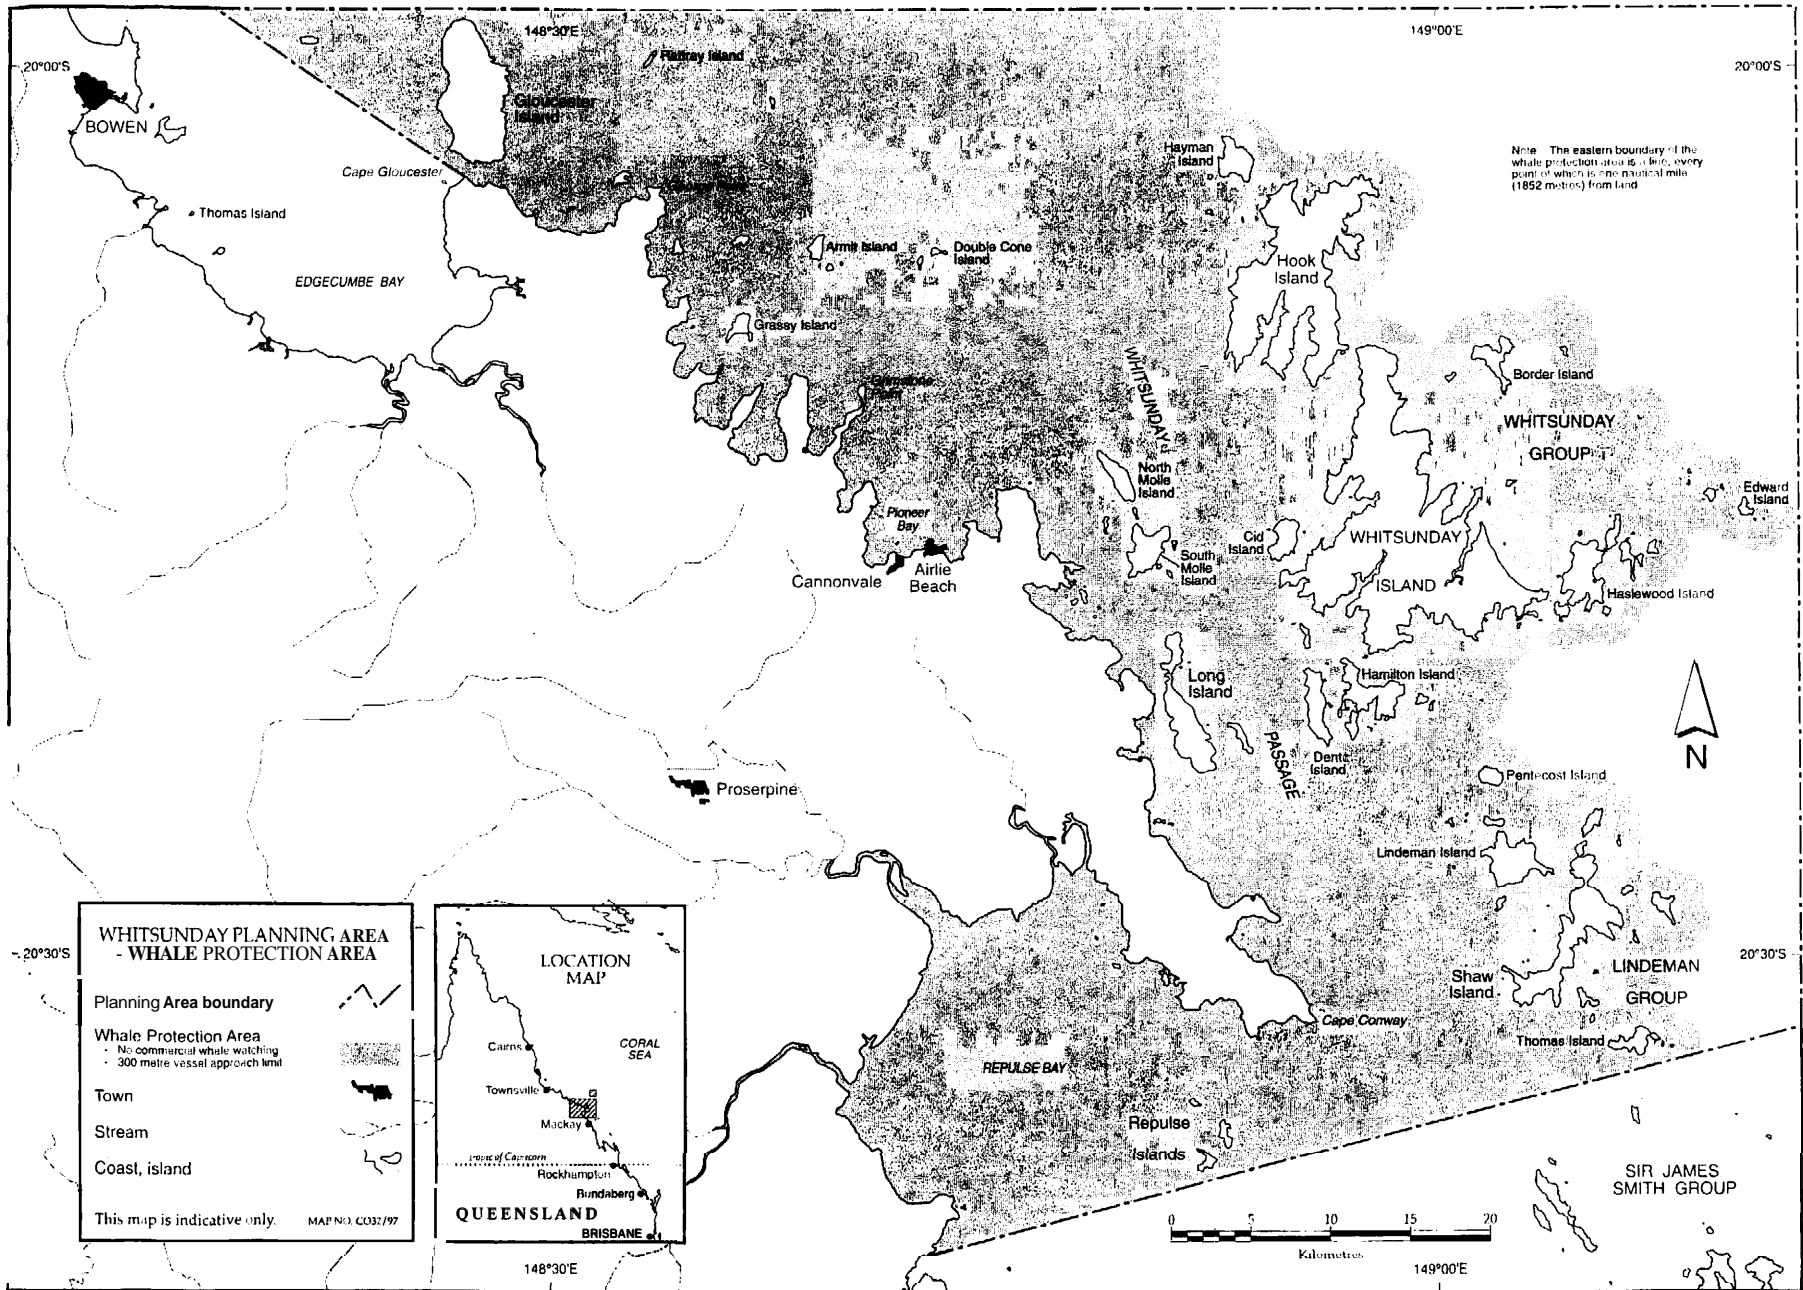 148°30'E
149°00'E
20°00'S
20°00'S
Rattray Island
Gloucester
Island
BOWEN
Cape Gloucester
Thomas Island
EDGECUMBE BAY
Hayman
Island
Note The eastern boundary of the
whale protection area is a line, every
point of which is one nautical mile
(1852 metres) from land
Armit Island
Double Cone
Island
Hook
Island
Grassy Island
Grimstone
Point
WHITSUNDAY
Border Island
WHITSUNDAY
GROUP
North
Molle
Island
Edward
Island
Pioneer
Bay
Cid
Island
WHITSUNDAY
ISLAND
South
Molle
Island
Cannonvale
Airlie
Beach
Haslewood Island
Long
Island
Hamilton Island
PASSAGE
Dent
Island
N
Pentecost Island
Proserpine
Lindeman Island
20°30'S
20°30'S
Shaw
Island
LINDEMAN
GROUP
Cape Conway
Thomas Island
REPULSE BAY
Repulse
Islands
SIR JAMES
SMITH GROUP
WHITSUNDAY PLANNING AREA
- WHALE PROTECTION AREA
Planning Area boundary
Whale Protection Area
· No commercial whale watching
· 300 metre vessel approach limit
Town
Stream
Coast, island
This map is indicative only.
MAP NO. CO32/97
LOCATION
MAP
CORAL
SEA
Cairns
Townsville
Mackay
Tropic of Capricorn
Rockhampton
Bundaberg
QUEENSLAND
BRISBANE
0 5 10 15 20
Kilometres
148°30'E
149°00'E